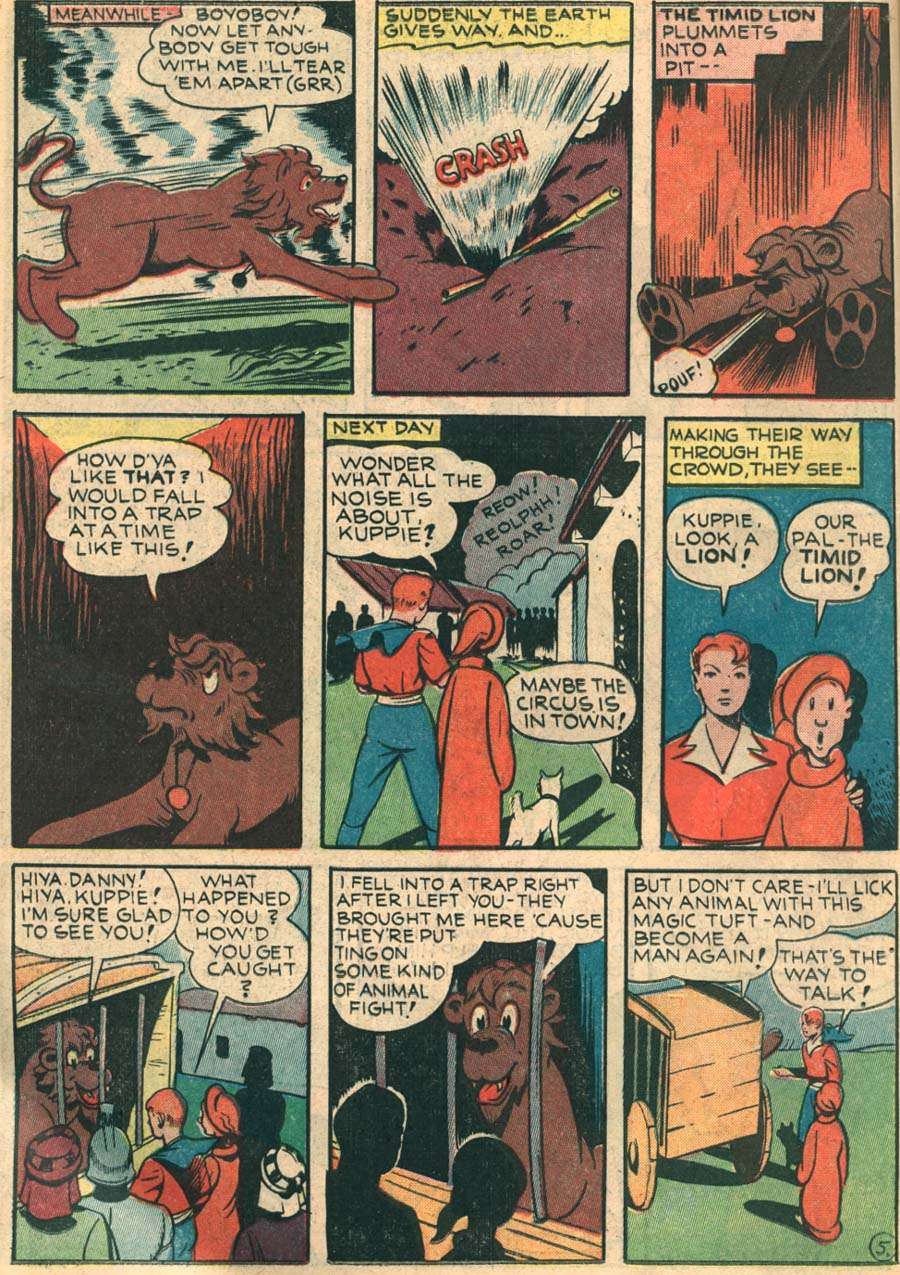 MEANWHILE-
BOYOBOY!
NOW LET ANY-
BODY GET TOUGH
WITH ME. I'LL TEAR
'EM APART (GRR)
SUDDENLY THE EARTH
GIVES WAY, AND...
CRASH
THE TIMID LION
PLUMMETS
INTO A
PIT--
POUF!
HOW D'YA
LIKE THAT? I
WOULD FALL
INTO A TRAP
AT A TIME
LIKE THIS!
NEXT DAY
WONDER
WHAT ALL THE
NOISE IS
ABOUT,
KUPPIE?
REOW!
REOLPHH!
ROAR!
MAYBE THE
CIRCUS IS
IN TOWN!
MAKING THEIR WAY
THROUGH THE
CROWD, THEY SEE--
KUPPIE,
LOOK, A
LION!
OUR
PAL-THE
TIMID
LION!
HIYA, DANNY!
HIYA, KUPPIE!
I'M SURE GLAD
TO SEE YOU!
WHAT
HAPPENED
TO YOU?
HOW'D
YOU GET
CAUGHT
?
I FELL INTO A TRAP RIGHT
AFTER I LEFT YOU-THEY
BROUGHT ME HERE 'CAUSE
THEY'RE PUT
TING ON
SOME KIND
OF ANIMAL
FIGHT!
BUT I DON'T CARE-I'LL LICK
ANY ANIMAL WITH THIS
MAGIC TUFT-AND
BECOME A
MAN AGAIN!
THAT'S THE
WAY TO
TALK!
5